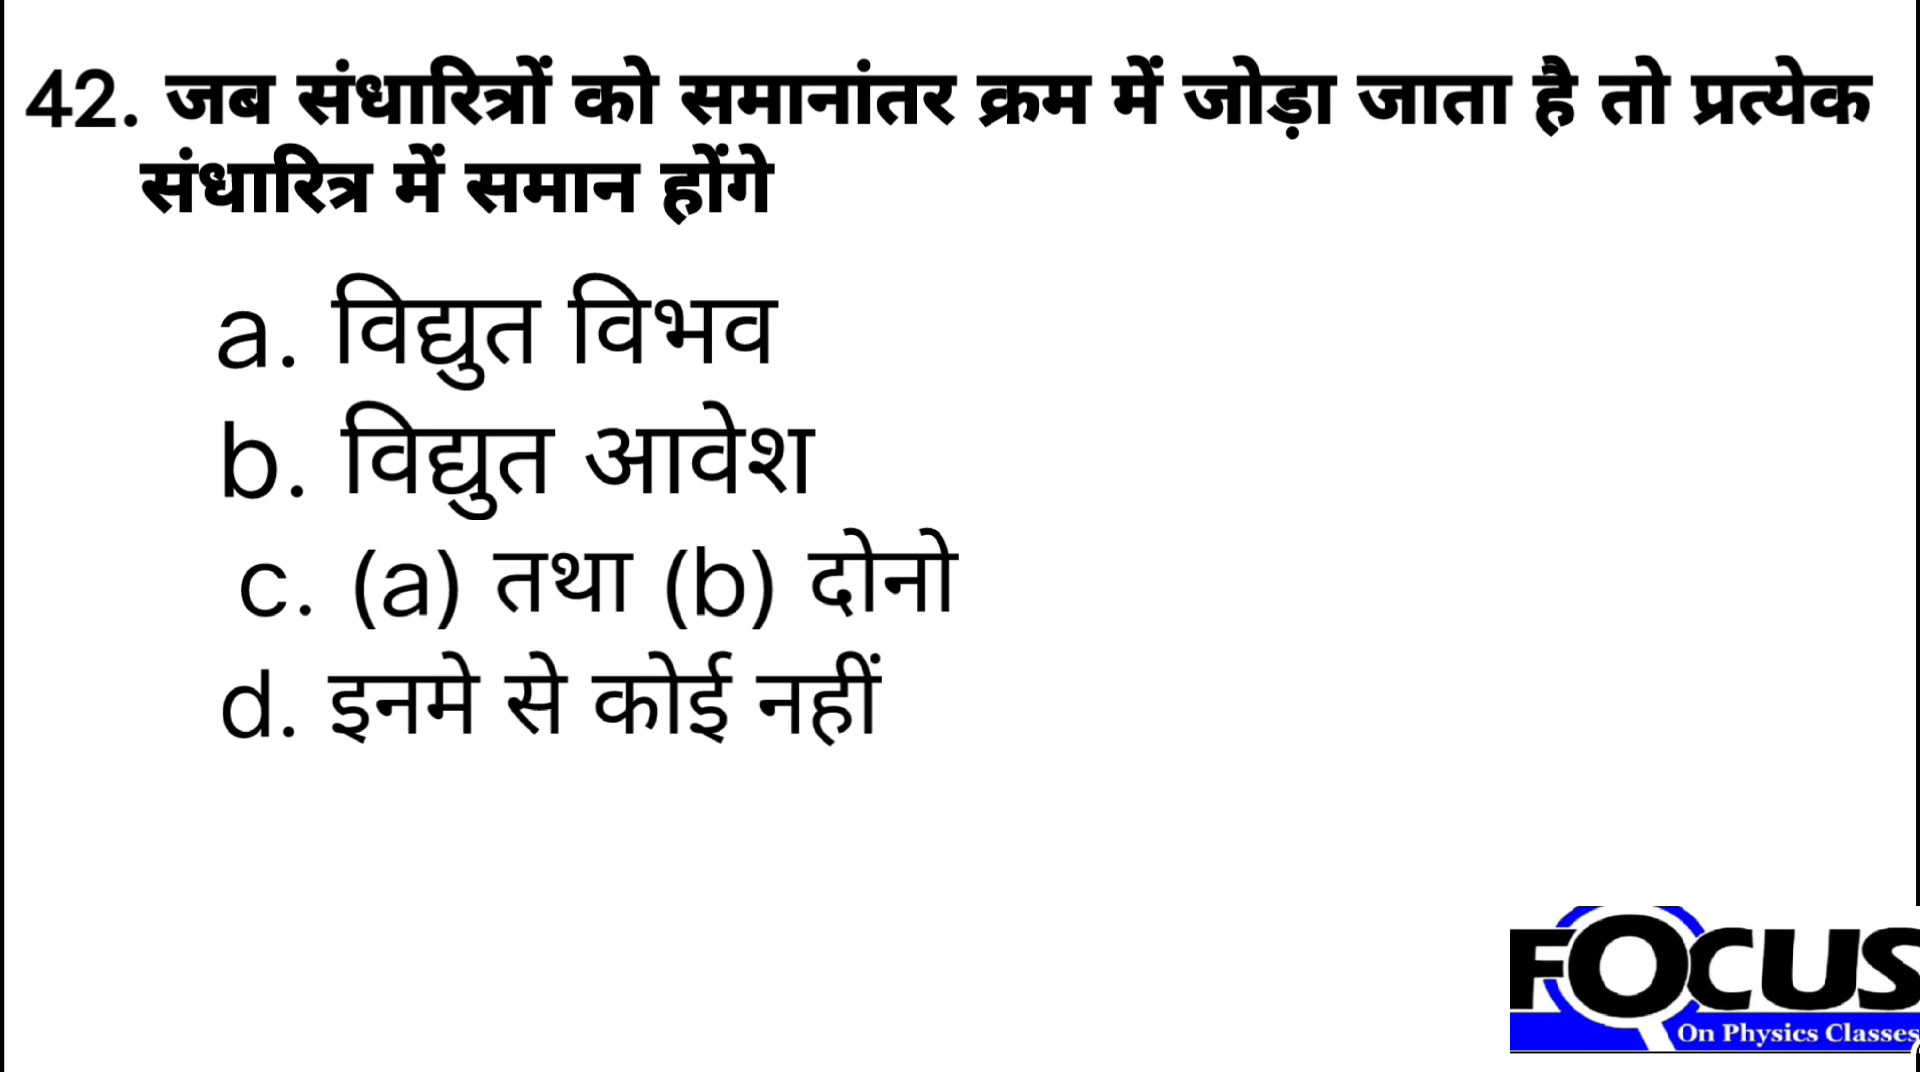 42. जब संधारित्रों को समानांतर क्रम में जोड़ा जाता है तो प्रत्येक
संधारित्र में समान होंगे
a. विद्युत विभव
b. विद्युत आवेश
c. (a) तथा (b) दोनो
d. इनमे से कोई नहीं
FOCUS
On Physics Classes